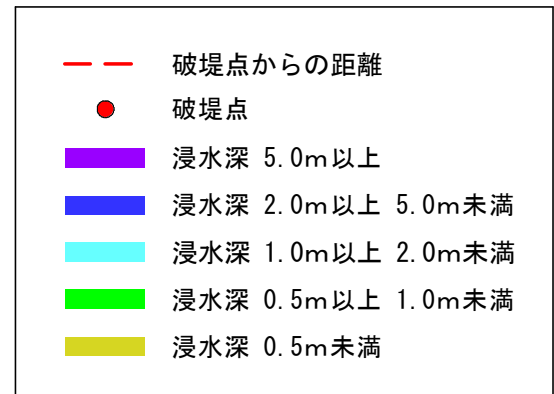 破堤点からの距離
破堤点
浸水深 5.0m以上
浸水深 2.0m以上 5.0m未満
浸水深 1.0m以上 2.0m未満
浸水深 0.5m以上 1.0m未満
浸水深 0.5m未満